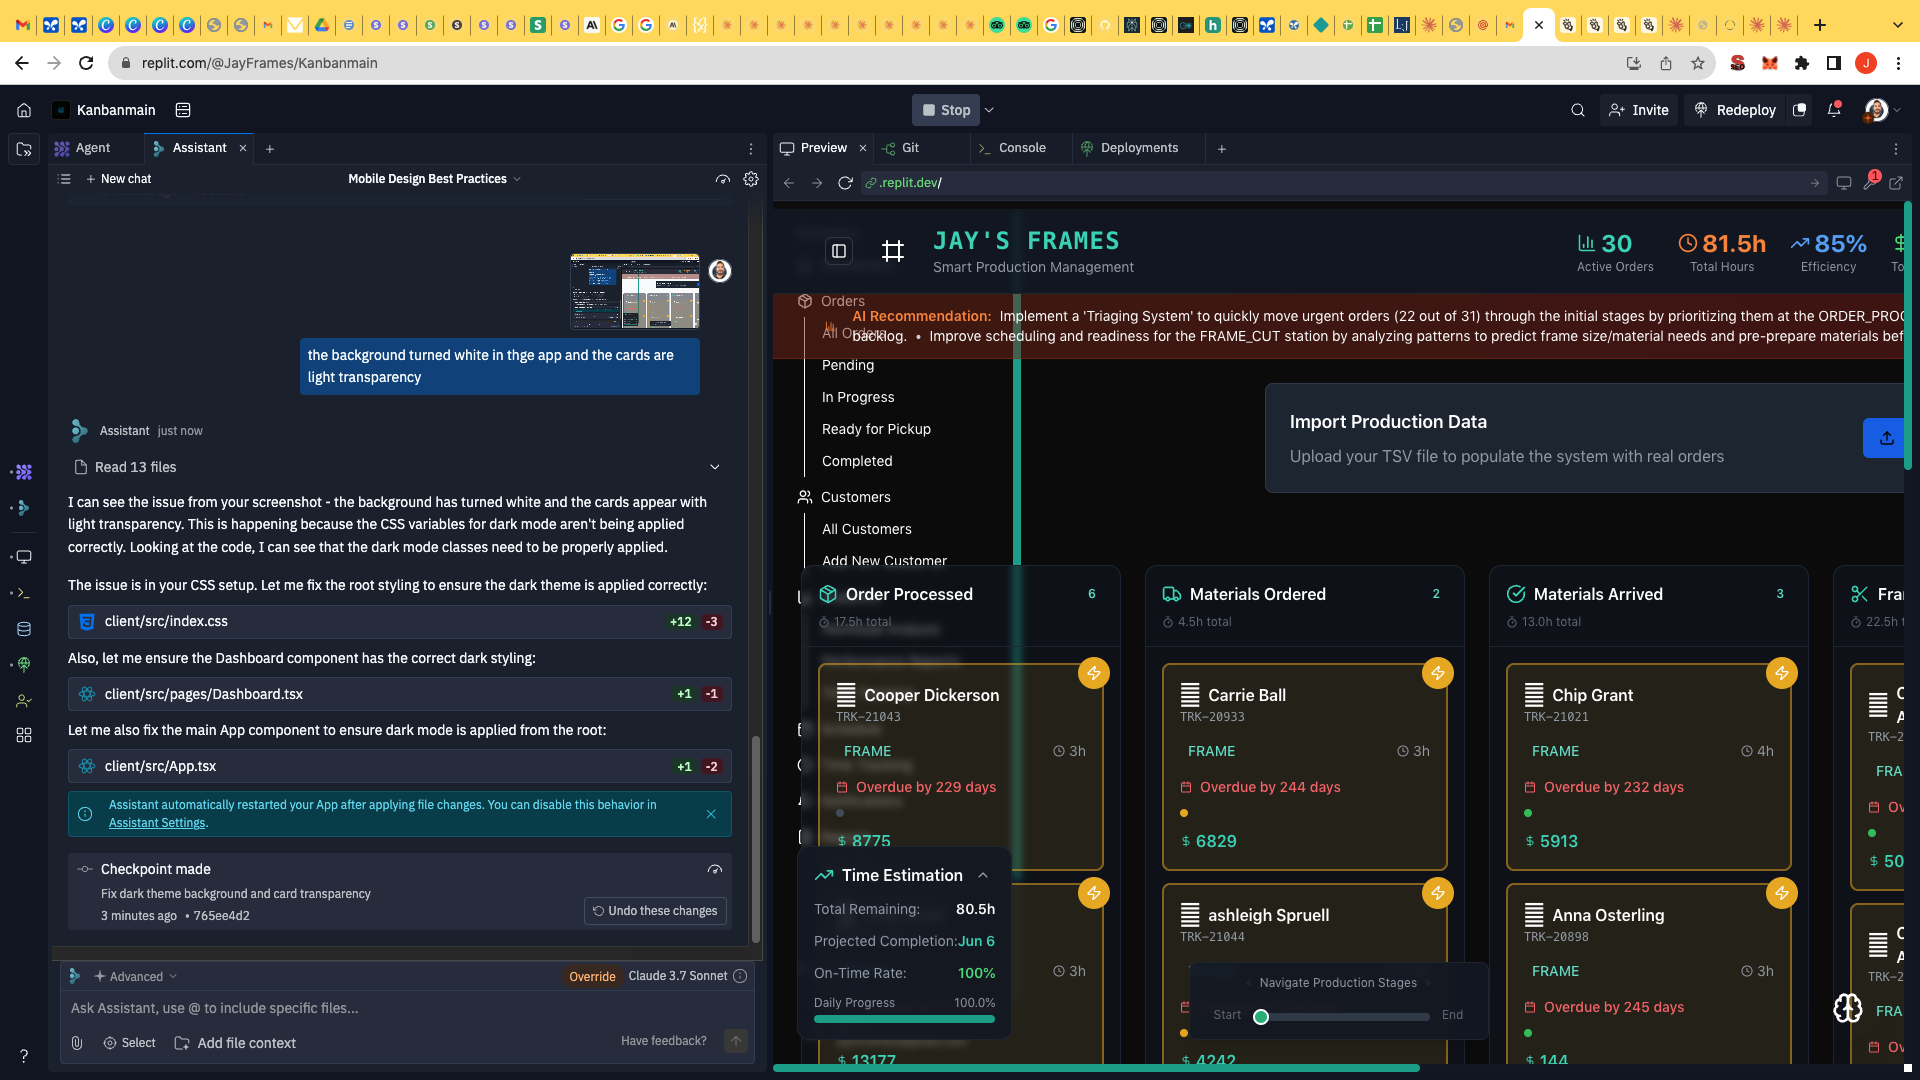 replit.com/@JayFrames/Kanbanmain
Kanbanmain
Stop
Invite
Redeploy
Agent
Assistant
New chat
Mobile Design Best Practices
the background turned white in thge app and the cards are
light transparency
Assistant just now
Read 13 files
I can see the issue from your screenshot - the background has turned white and the cards appear with
light transparency. This is happening because the CSS variables for dark mode aren't being applied
correctly. Looking at the code, I can see that the dark mode classes need to be properly applied.
The issue is in your CSS setup. Let me fix the root styling to ensure the dark theme is applied correctly:
client/src/index.css +12 -3
Also, let me ensure the Dashboard component has the correct dark styling:
client/src/pages/Dashboard.tsx +1 -1
Let me also fix the main App component to ensure dark mode is applied from the root:
client/src/App.tsx +1 -2
Assistant automatically restarted your App after applying file changes. You can disable this behavior in
Assistant Settings.
Checkpoint made
Fix dark theme background and card transparency
3 minutes ago • 765ee4d2
Undo these changes
Advanced
Override Claude 3.7 Sonnet
Ask Assistant, use @ to include specific files...
Select
Add file context
Have feedback?
Preview
Git
Console
Deployments
.replit.dev/
1
JAY'S FRAMES
Smart Production Management
30
Active Orders
81.5h
Total Hours
85%
Efficiency
$
To
AI Recommendation: Implement a 'Triaging System' to quickly move urgent orders (22 out of 31) through the initial stages by prioritizing them at the ORDER_PROC
backlog. • Improve scheduling and readiness for the FRAME_CUT station by analyzing patterns to predict frame size/material needs and pre-prepare materials bef
Orders
All Orders
Pending
In Progress
Ready for Pickup
Completed
Customers
All Customers
Add New Customer
Import Production Data
Upload your TSV file to populate the system with real orders
Order Processed 6
17.5h total
Cooper Dickerson
TRK-21043
FRAME 3h
Overdue by 229 days
$ 8775
3h
$ 13177
Time Estimation
Total Remaining: 80.5h
Projected Completion: Jun 6
On-Time Rate: 100%
Daily Progress 100.0%
Materials Ordered 2
4.5h total
Carrie Ball
TRK-20933
FRAME 3h
Overdue by 244 days
$ 6829
ashleigh Spruell
TRK-21044
$ 4242
Navigate Production Stages
Start
End
Materials Arrived 3
13.0h total
Chip Grant
TRK-21021
FRAME 4h
Overdue by 232 days
$ 5913
Anna Osterling
TRK-20898
FRAME 3h
Overdue by 245 days
$ 144
Fra
22.5h t
C
A
TRK-2
FRA
Ov
$ 50
C
A
TRK-2
FRA
Ov